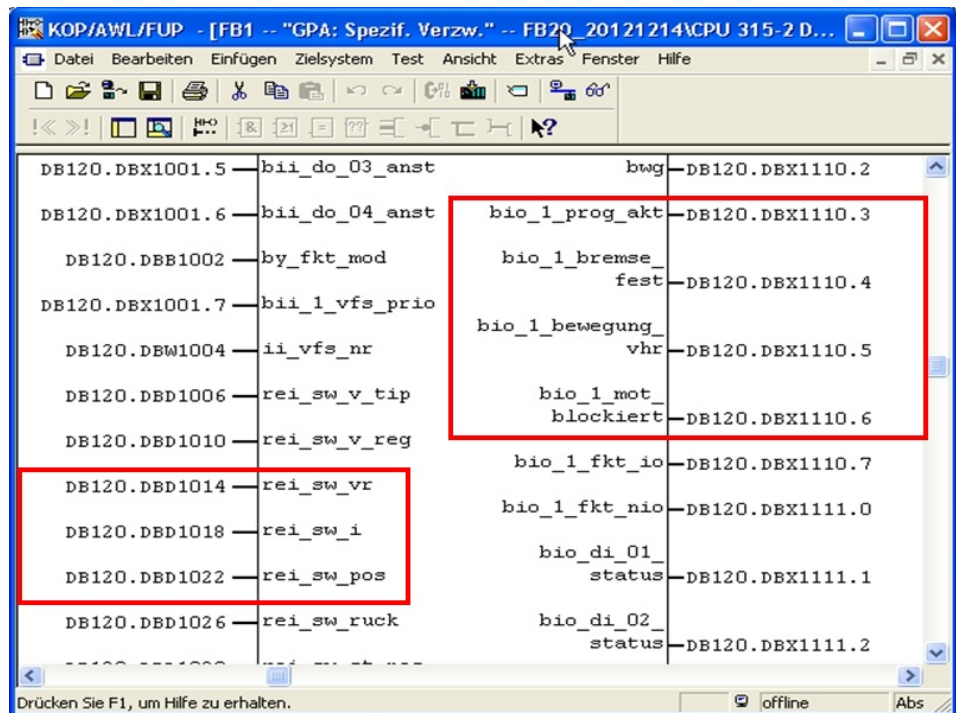 KOP/AWL/FUP - [FB1 -- "GPA: Spezif. Verzw." -- FB20_20121214\CPU 315-2 D...
Datei Bearbeiten Einfügen Zielsystem Test Ansicht Extras Fenster Hilfe
DB120.DBX1001.5 bii_do_03_anst bwg DB120.DBX1110.2
DB120.DBX1001.6 bii_do_04_anst bio_1_prog_akt DB120.DBX1110.3
DB120.DBB1002 by_fkt_mod bio_1_bremse_
fest DB120.DBX1110.4
DB120.DBX1001.7 bii_1_vfs_prio
bio_1_bewegung_
DB120.DBW1004 ii_vfs_nr vhr DB120.DBX1110.5
DB120.DBD1006 rei_sw_v_tip bio_1_mot_
blockiert DB120.DBX1110.6
DB120.DBD1010 rei_sw_v_reg
bio_1_fkt_io DB120.DBX1110.7
DB120.DBD1014 rei_sw_vr
bio_1_fkt_nio DB120.DBX1111.0
DB120.DBD1018 rei_sw_i
bio_di_01_
DB120.DBD1022 rei_sw_pos status DB120.DBX1111.1
DB120.DBD1026 rei_sw_ruck bio_di_02_
status DB120.DBX1111.2
Drücken Sie F1, um Hilfe zu erhalten. offline Abs